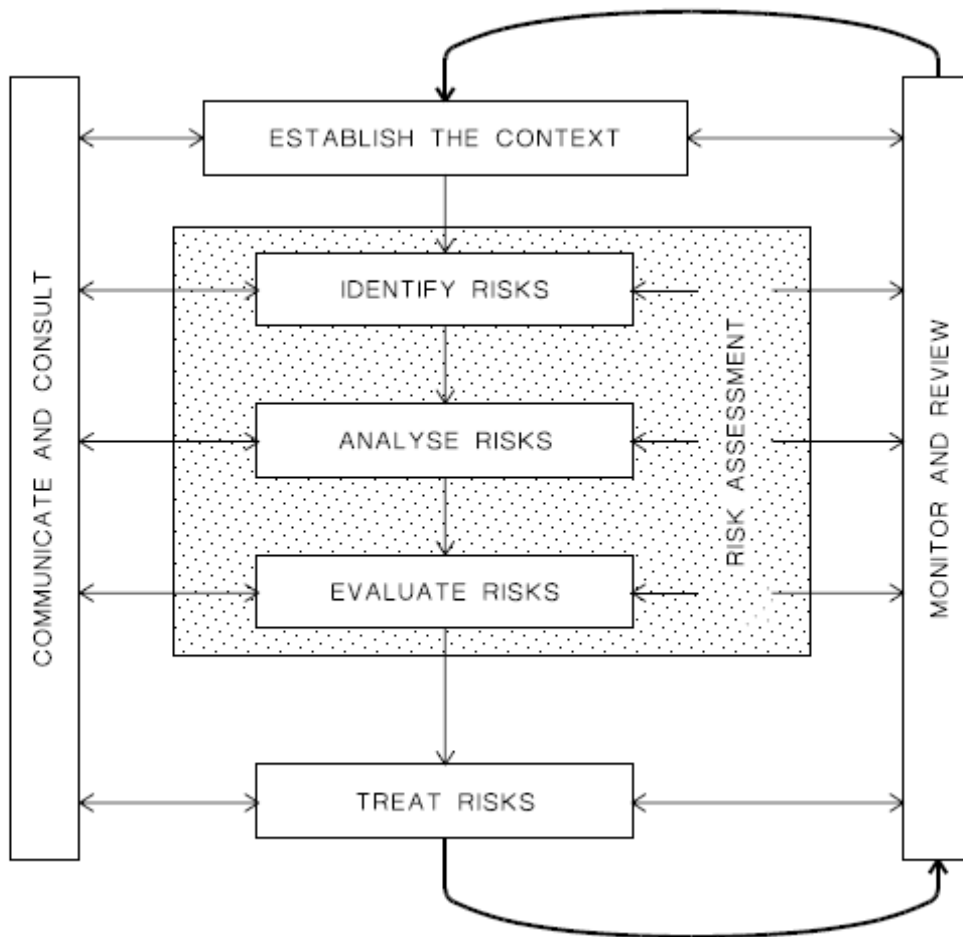 ESTABLISH THE CONTEXT
COMMUNICATE AND CONSULT
IDENTIFY RISKS
ANALYSE RISKS
EVALUATE RISKS
RISK ASSESSMENT
MONITOR AND REVIEW
TREAT RISKS